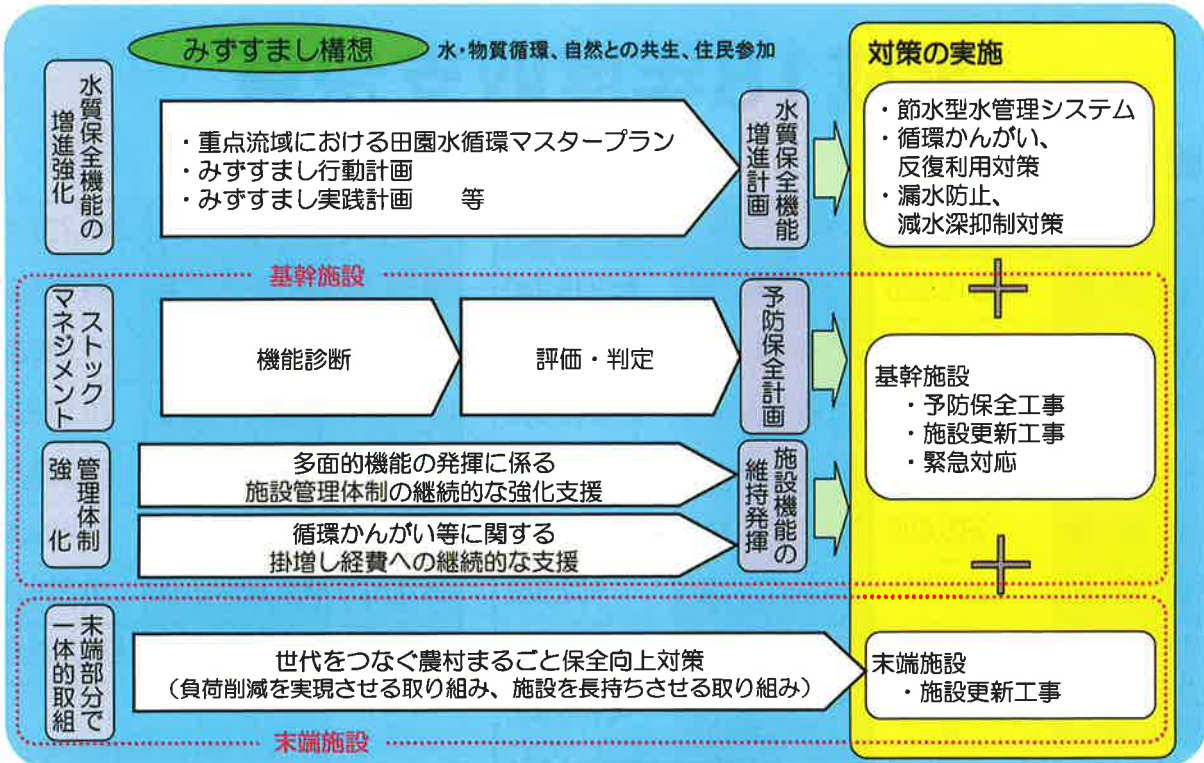 みずすまし構想
水・物質循環、自然との共生、住民参加
対策の実施
水質保全機能の
増進強化
・重点流域における田園水循環マスタープラン
・みずすまし行動計画
・みずすまし実践計画　等
水質保全機能
増進計画
・節水型水管理システム
・循環かんがい、
反復利用対策
・漏水防止、
減水深抑制対策
基幹施設
ストック
マネジメント
機能診断
評価・判定
予防保全計画
基幹施設
・予防保全工事
・施設更新工事
・緊急対応
管理体制
強化
多面的機能の発揮に係る
施設管理体制の継続的な強化支援
循環かんがい等に関する
掛増し経費への継続的な支援
施設機能の
維持発揮
末端部分で
一体的取組
世代をつなぐ農村まるごと保全向上対策
（負荷削減を実現させる取り組み、施設を長持ちさせる取り組み）
末端施設
・施設更新工事
末端施設